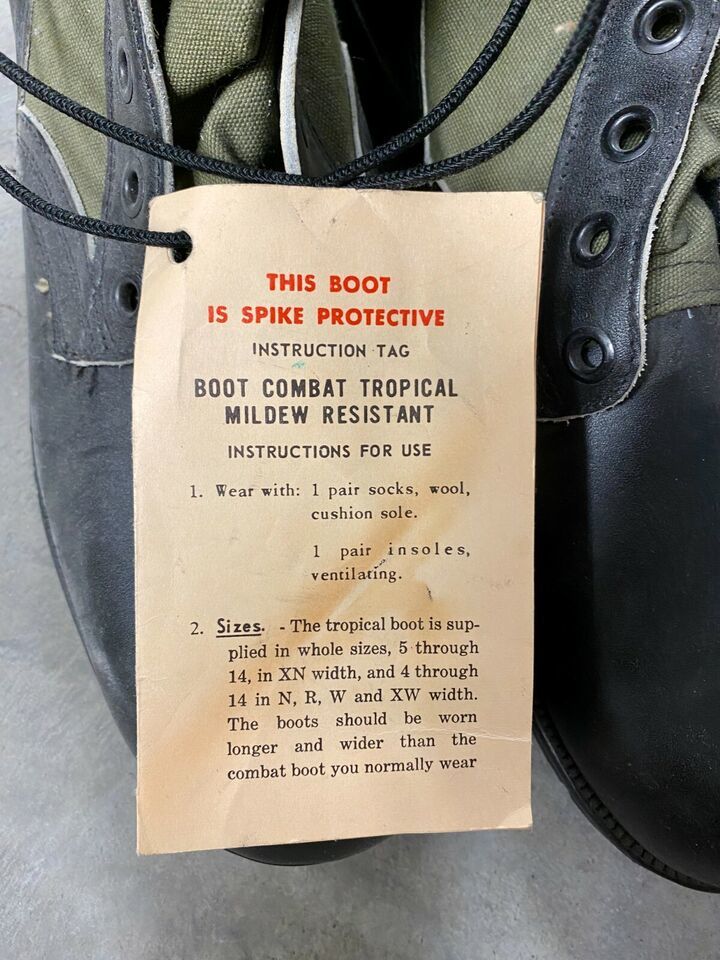 THIS BOOT
IS SPIKE PROTECTIVE
INSTRUCTION TAG
BOOT COMBAT TROPICAL
MILDEW RESISTANT
INSTRUCTIONS FOR USE
1. Wear with: 1 pair socks, wool,
cushion sole.
1 pair insoles,
ventilating.
2. Sizes. - The tropical boot is sup-
plied in whole sizes, 5 through
14, in XN width, and 4 through
14 in N, R, W and XW width.
The boots should be worn
longer and wider than the
combat boot you normally wear